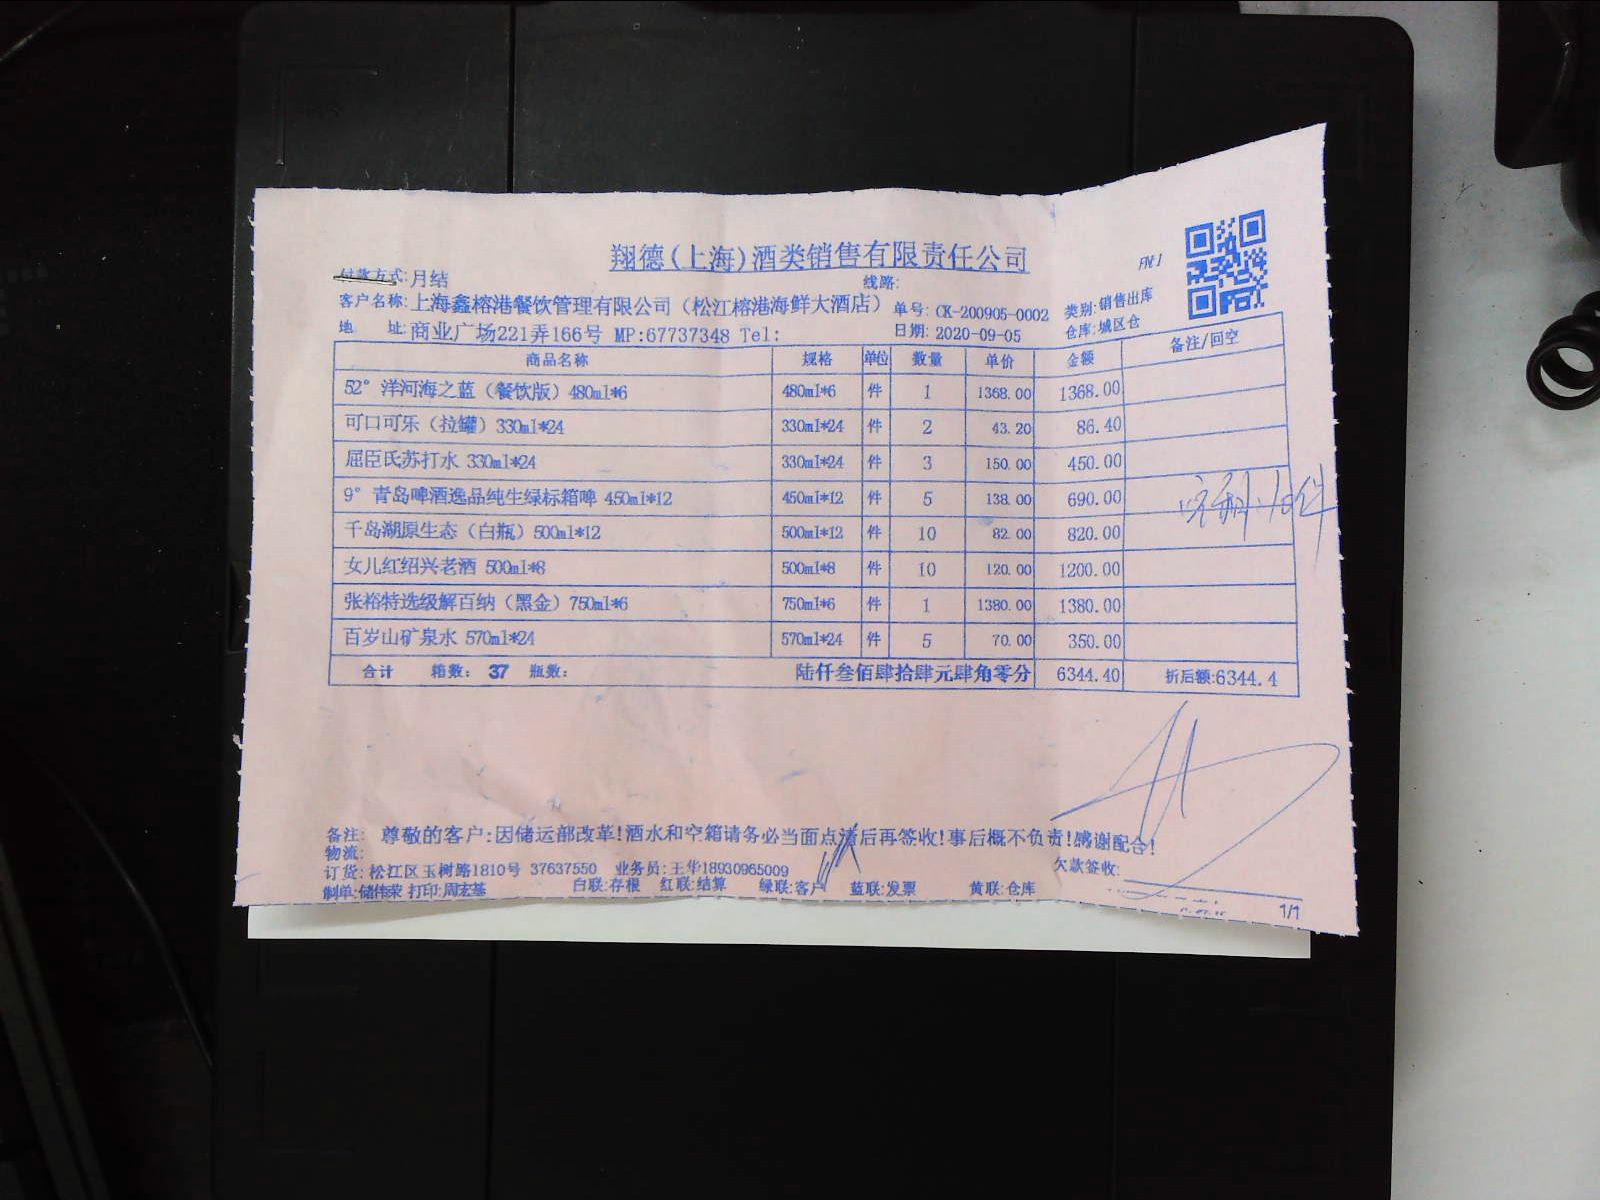 翔德(上海)酒类销售有限责任公司
付款方式:月结 线路:
客户名称:上海鑫榕港餐饮管理有限公司（松江榕港海鲜大酒店） 单号: CK-200905-0002 类别:销售出库
地 址:商业广场221弄166号 MP:67737348 Tel: 日期: 2020-09-05 仓库:城区仓
商品名称 规格 单位 数量 单价 金额 备注/回空
52° 洋河海之蓝（餐饮版）480ml*6 480ml*6 件 1 1368.00 1368.00
可口可乐（拉罐）330ml*24 330ml*24 件 2 43.20 86.40
屈臣氏苏打水 330ml*24 330ml*24 件 3 150.00 450.00
9° 青岛啤酒逸品纯生绿标箱啤 450ml*12 450ml*12 件 5 138.00 690.00
千岛湖原生态（白瓶）500ml*12 500ml*12 件 10 82.00 820.00
女儿红绍兴老酒 500ml*8 500ml*8 件 10 120.00 1200.00
张裕特选级解百纳（黑金）750ml*6 750ml*6 件 1 1380.00 1380.00
百岁山矿泉水 570ml*24 570ml*24 件 5 70.00 350.00
合计 箱数: 37 瓶数: 陆仟叁佰肆拾肆元肆角零分 6344.40 折后额:6344.4
备注: 尊敬的客户:因储运部改革!酒水和空箱请务必当面点清后再签收!事后概不负责!感谢配合!
物流:
订货:松江区玉树路1810号 37637550 业务员:王华18930965009 欠款签收:
制单:储伟荣 打印:周宏基 白联:存根 红联:结算 绿联:客户 蓝联:发票 黄联:仓库
1/1